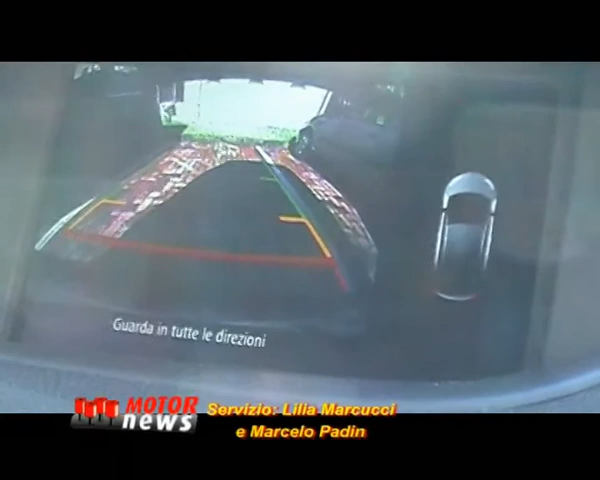 Guarda in tutte le direzioni
MOTOR
news
Servizio: Lilia Marcucci
e Marcelo Padin